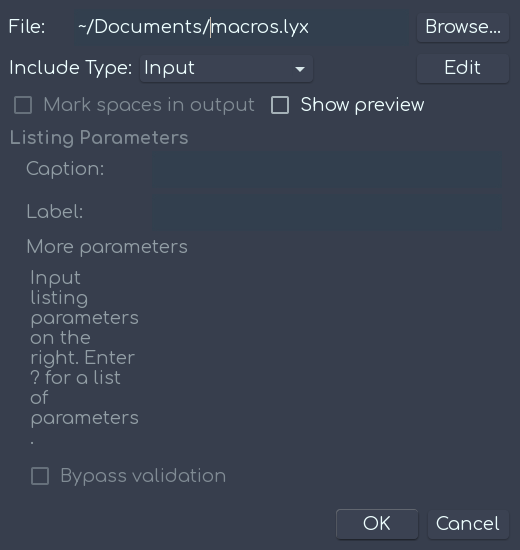 File: ~/Documents/macros.lyx Browse...
Include Type: Input Edit
Mark spaces in output Show preview
Listing Parameters
Caption:
Label:
More parameters
Input
listing
parameters
on the
right. Enter
? for a list
of
parameters
.
Bypass validation
OK Cancel